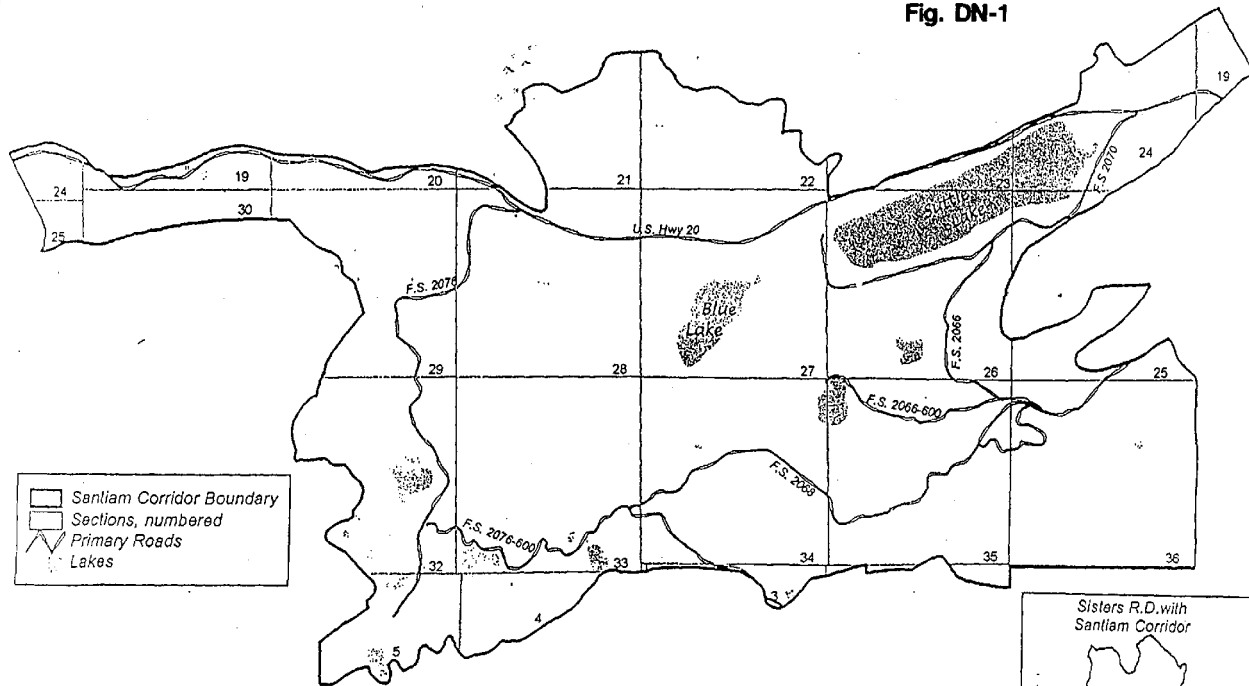 Fig. DN-1
19
24
19
20
21
22
23
24
F.S. 2070
Suttle
Lake
30
25
U.S. Hwy 20
F.S. 2076
Blue
Lake
F.S. 2066
29
28
27
26
25
F.S. 2066-600
F.S. 2068
F.S. 2076-600
Santiam Corridor Boundary
Sections, numbered
Primary Roads
Lakes
32
33
34
35
36
3
4
5
Sisters R.D. with
Santiam Corridor